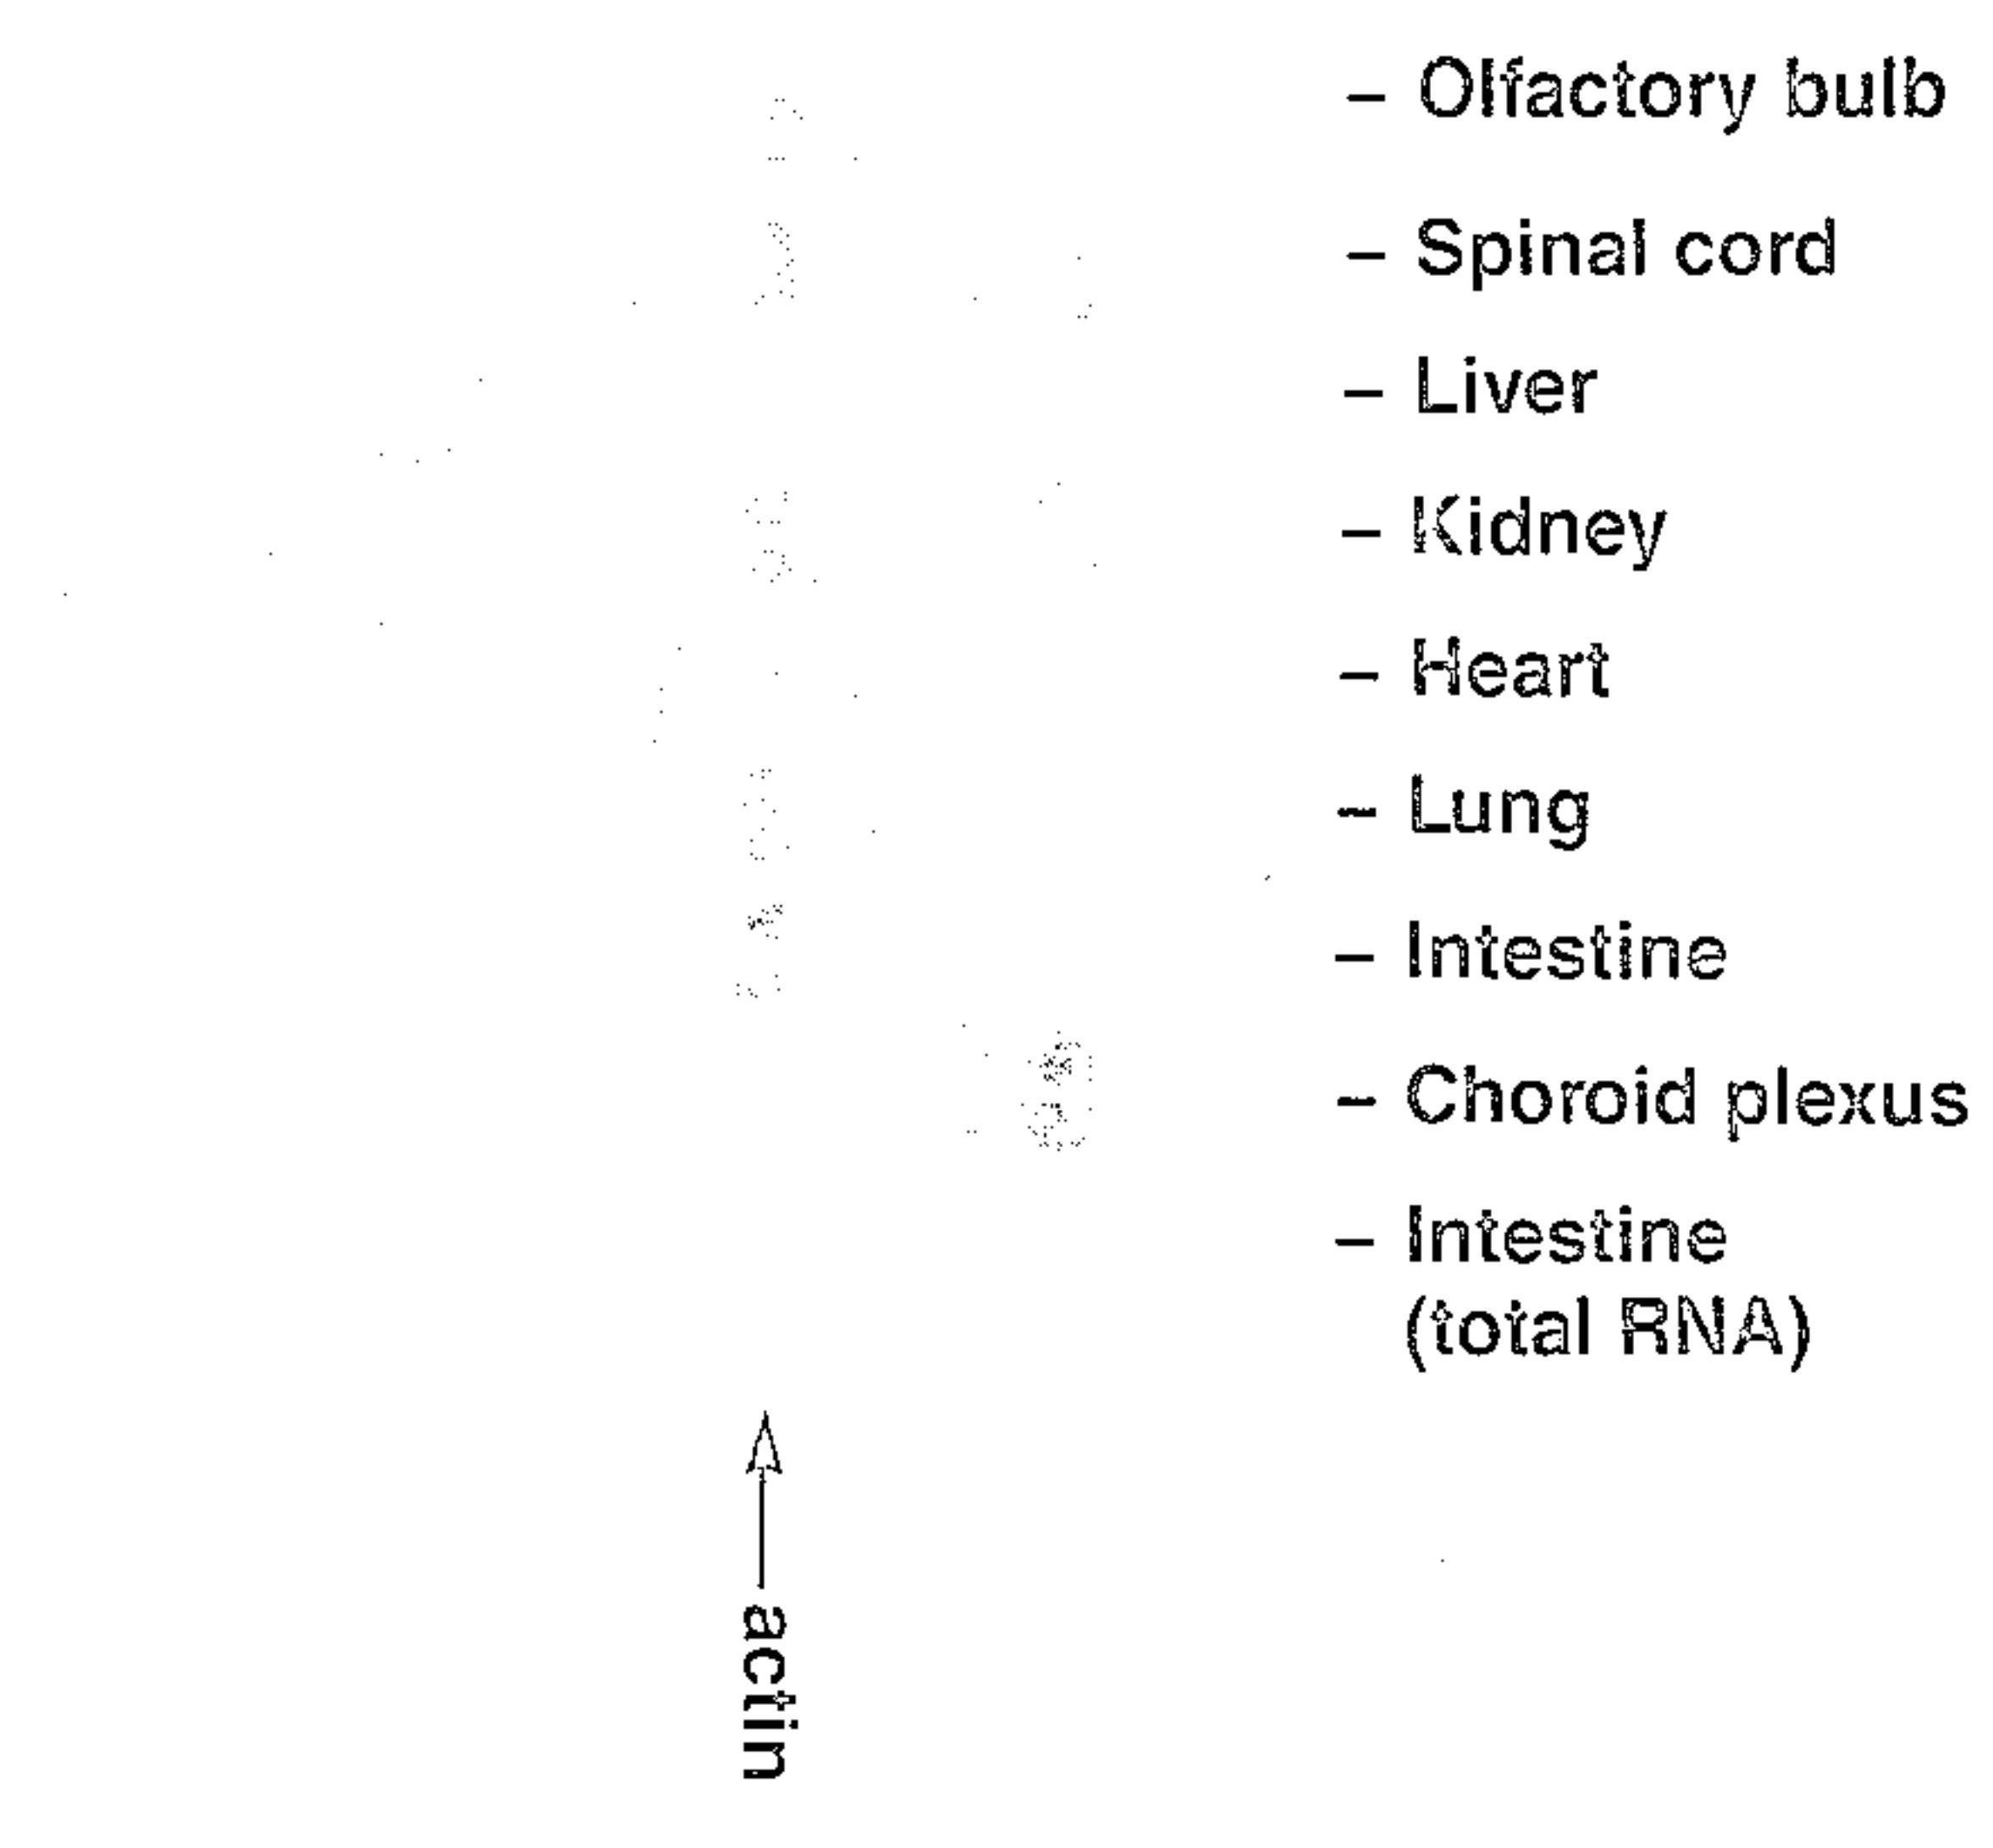 – Olfactory bulb
– Spinal cord
– Liver
– Kidney
– Heart
– Lung
– Intestine
– Choroid plexus
– Intestine
(total RNA)
actin